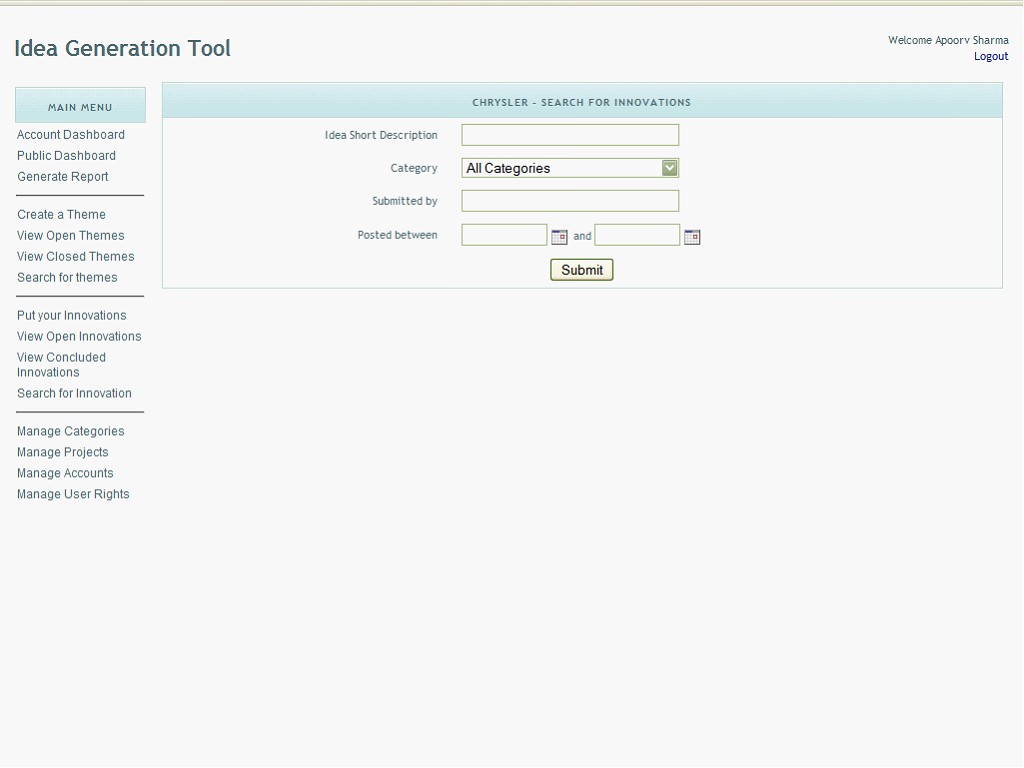 Idea Generation Tool
Welcome Apoorv Sharma
Logout
MAIN MENU
Account Dashboard
Public Dashboard
Generate Report
Create a Theme
View Open Themes
View Closed Themes
Search for themes
Put your Innovations
View Open Innovations
View Concluded
Innovations
Search for Innovation
Manage Categories
Manage Projects
Manage Accounts
Manage User Rights
CHRYSLER - SEARCH FOR INNOVATIONS
Idea Short Description
Category All Categories
Submitted by
Posted between and
Submit